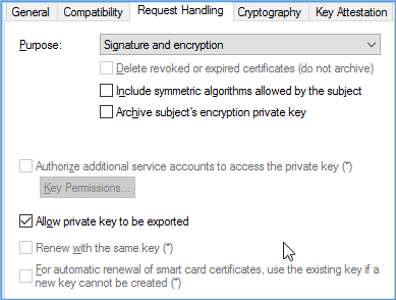 General Compatibility Request Handling Cryptography Key Attestation
Purpose: Signature and encryption
Delete revoked or expired certificates (do not archive)
Include symmetric algorithms allowed by the subject
Archive subject's encryption private key
Authorize additional service accounts to access the private key (*)
Key Permissions...
Allow private key to be exported
Renew with the same key (*)
For automatic renewal of smart card certificates, use the existing key if a
new key cannot be created (*)